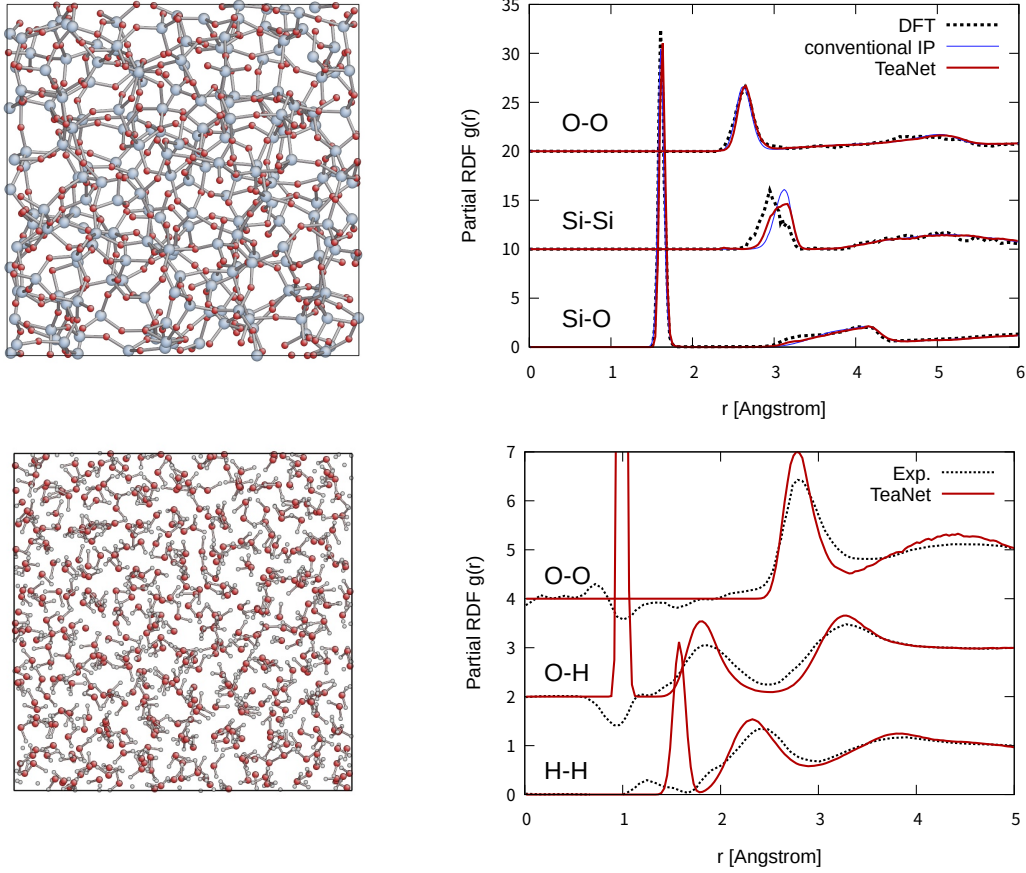 35
30
25
20
15
10
5
0
Partial RDF g(r)
DFT
conventional IP
TeaNet
O-O
Si-Si
Si-O
0 1 2 3 4 5 6
r [Angstrom]
7
6
5
4
3
2
1
0
Partial RDF g(r)
Exp.
TeaNet
O-O
O-H
H-H
0 1 2 3 4 5
r [Angstrom]